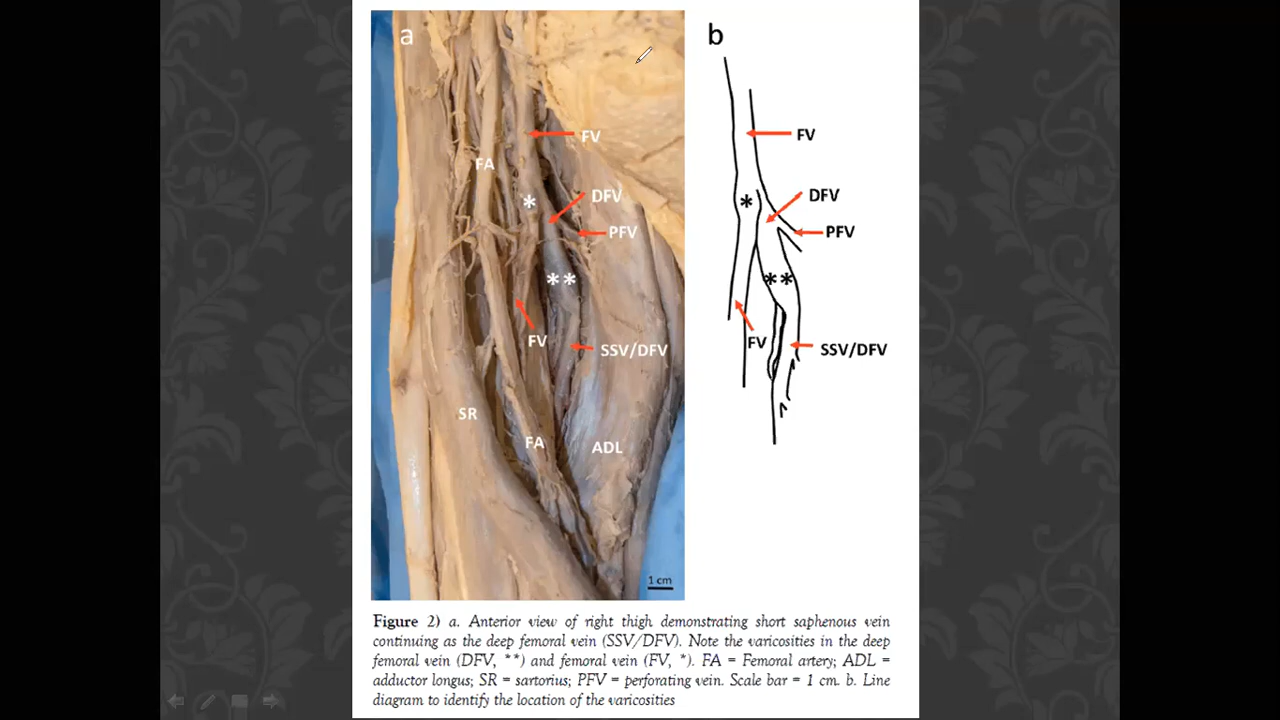 a
b
FV
FV
FA
DFV
DFV
*
*
PFV
PFV
**
**
FV
FV
SSV/DFV
SSV/DFV
SR
FA
ADL
1 cm
Figure 2) a. Anterior view of right thigh demonstrating short saphenous vein
continuing as the deep femoral vein (SSV/DFV). Note the varicosities in the deep
femoral vein (DFV, **) and femoral vein (FV, *). FA = Femoral artery; ADL =
adductor longus; SR = sartorius; PFV = perforating vein. Scale bar = 1 cm. b. Line
diagram to identify the location of the varicosities